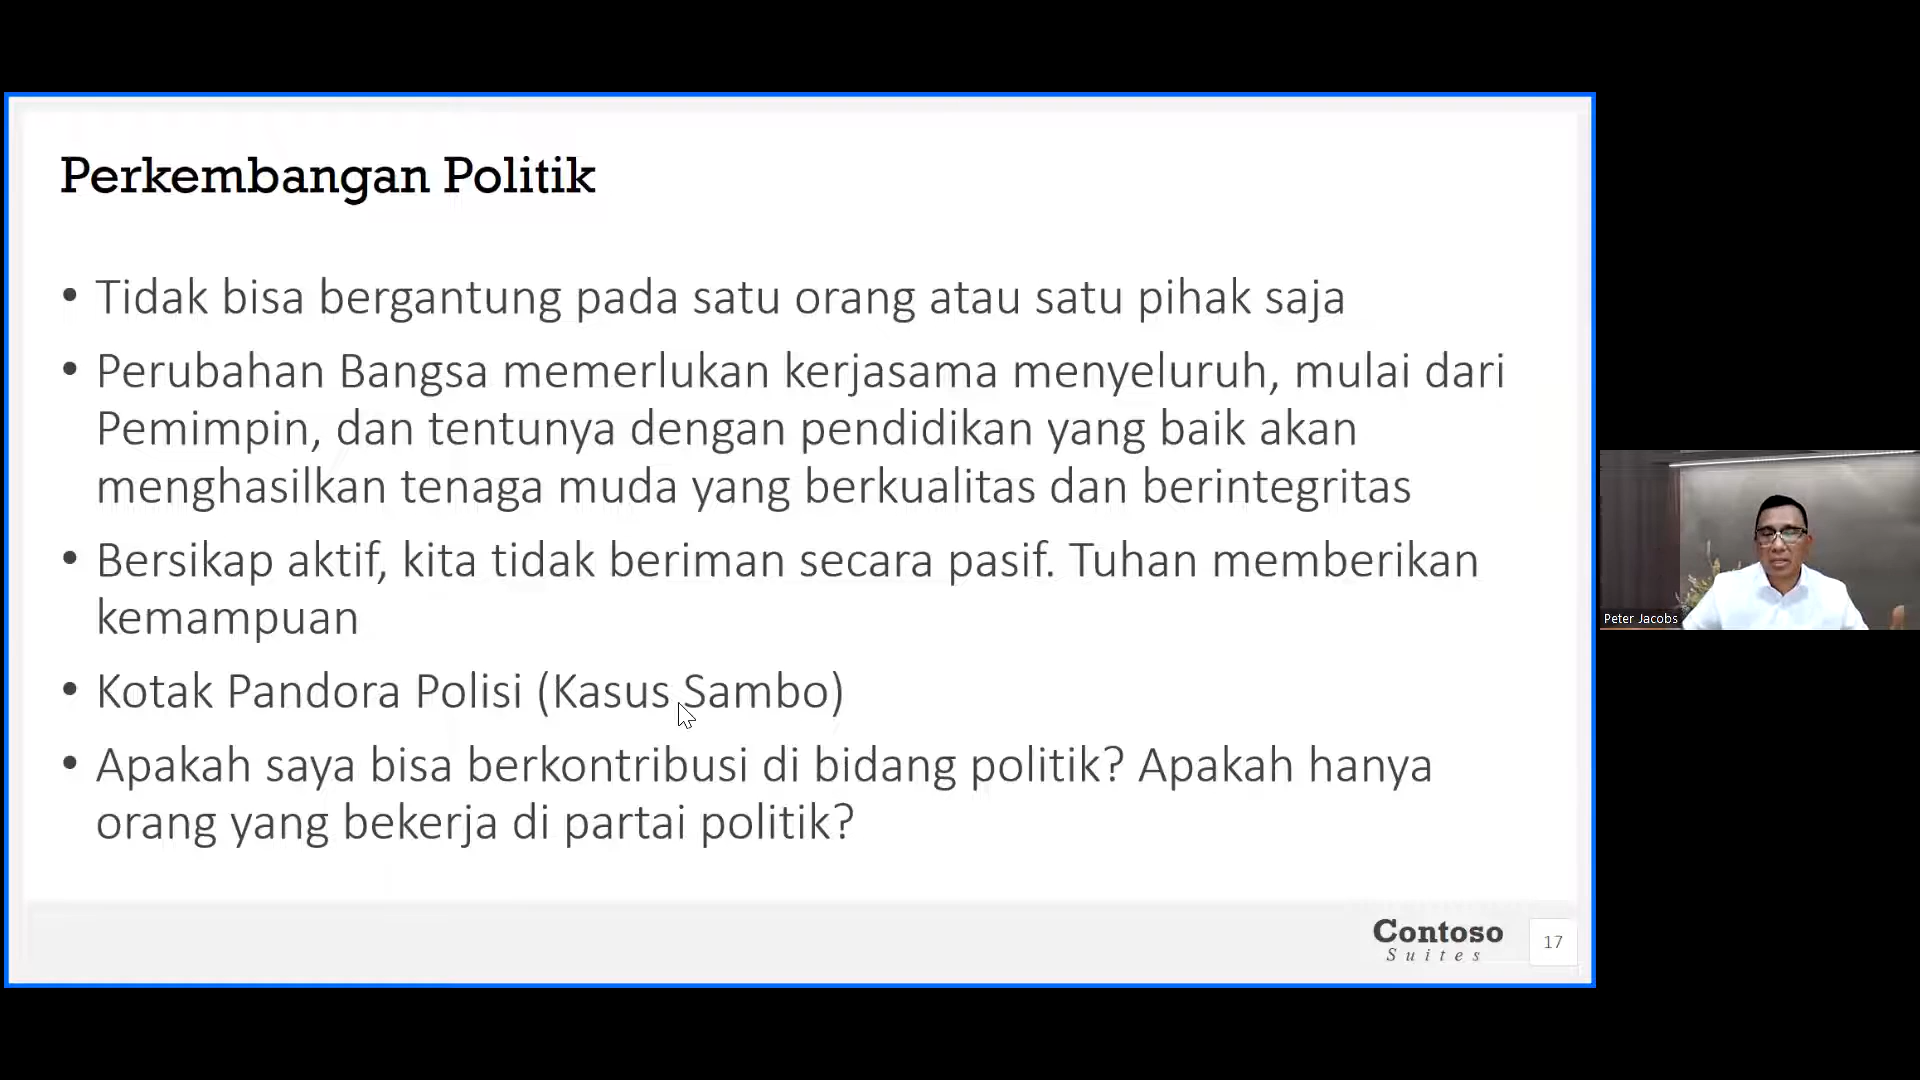 Perkembangan Politik
• Tidak bisa bergantung pada satu orang atau satu pihak saja
• Perubahan Bangsa memerlukan kerjasama menyeluruh, mulai dari
Pemimpin, dan tentunya dengan pendidikan yang baik akan
menghasilkan tenaga muda yang berkualitas dan berintegritas
• Bersikap aktif, kita tidak beriman secara pasif. Tuhan memberikan
kemampuan
• Kotak Pandora Polisi (Kasus Sambo)
• Apakah saya bisa berkontribusi di bidang politik? Apakah hanya
orang yang bekerja di partai politik?
Contoso
Suites
17
Peter Jacobs